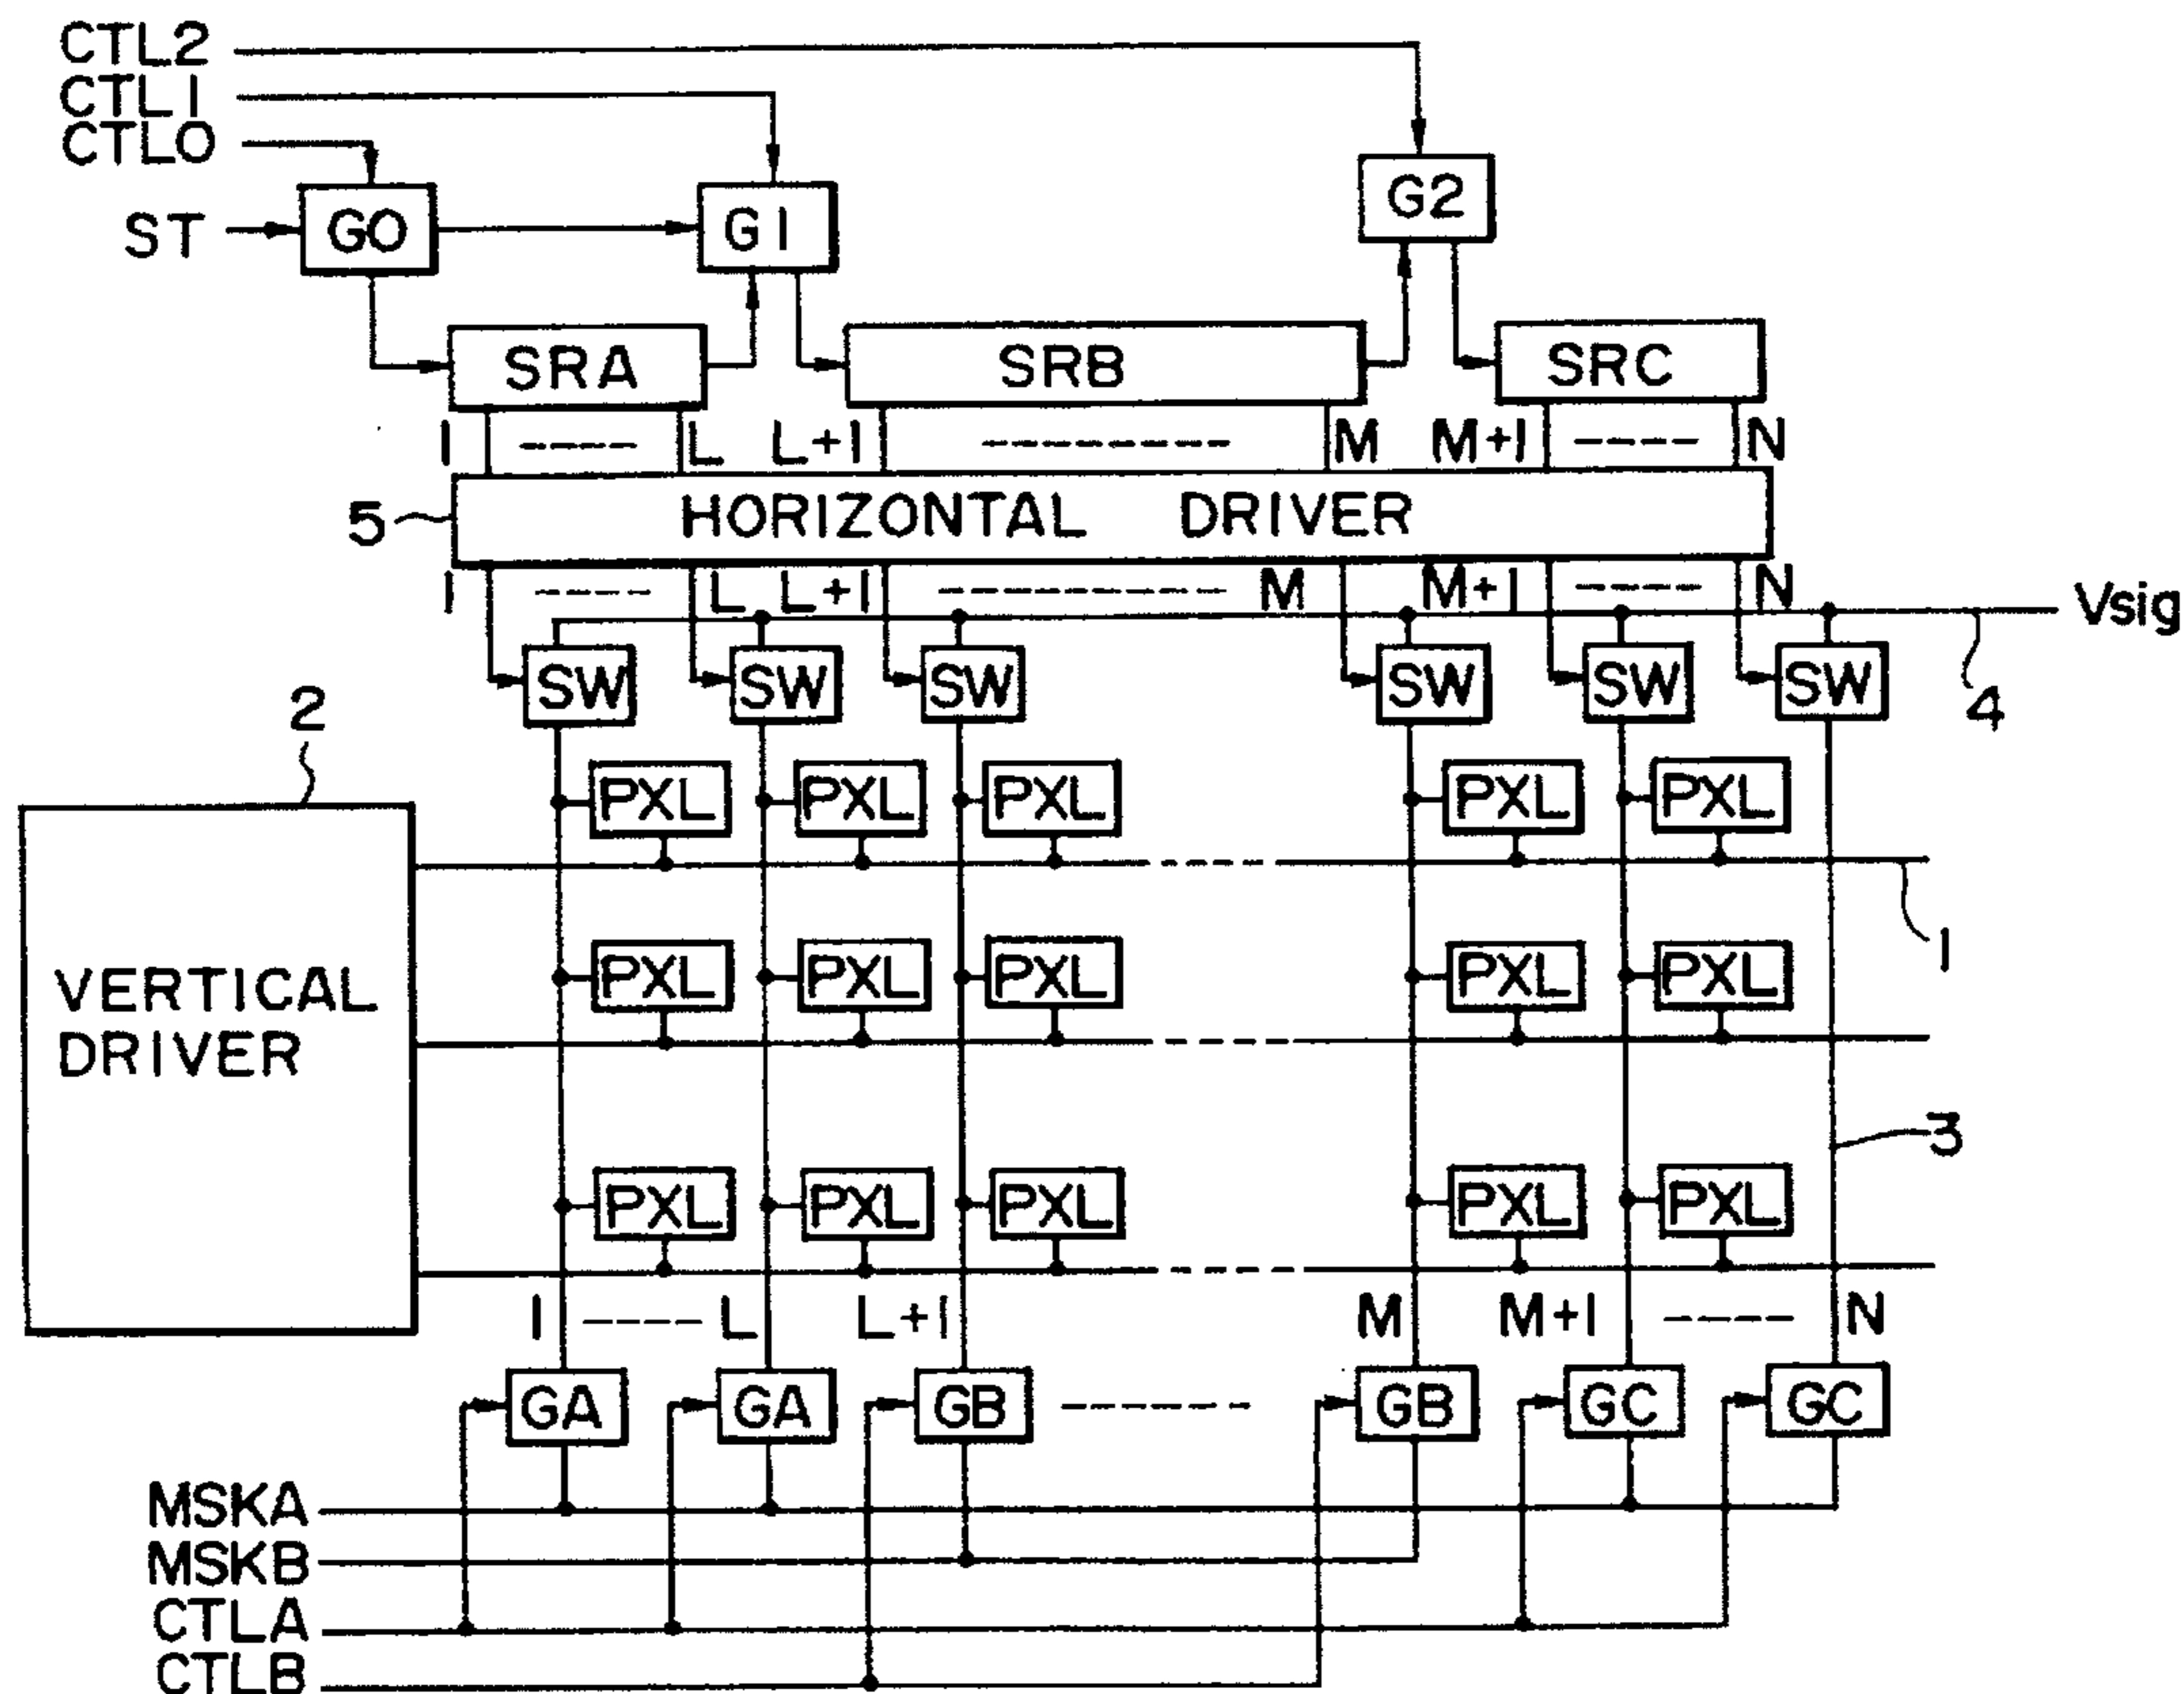 CTL2
CTL1
CTL0
ST
G0
G1
G2
SRA
SRB
SRC
1 ----- L L+1 ---------- M M+1 ---- N
5
HORIZONTAL DRIVER
1 ----- L L+1 ------------ M M+1 ----- N
Vsig
SW SW SW SW SW SW
4
2
PXL PXL PXL PXL PXL
1
VERTICAL
DRIVER
PXL PXL PXL PXL PXL
3
PXL PXL PXL PXL PXL
1 ----- L L+1 M M+1 ----- N
GA GA GB -------- GB GC GC
MSKA
MSKB
CTLA
CTLB